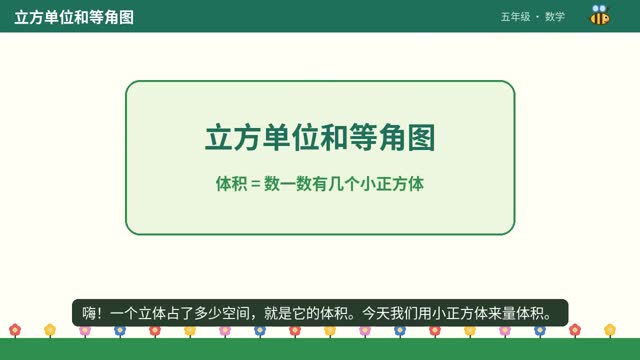 立方单位和等角图
五年级 · 数学
立方单位和等角图
体积 = 数一数有几个小正方体
嗨！一个立体占了多少空间，就是它的体积。今天我们用小正方体来量体积。